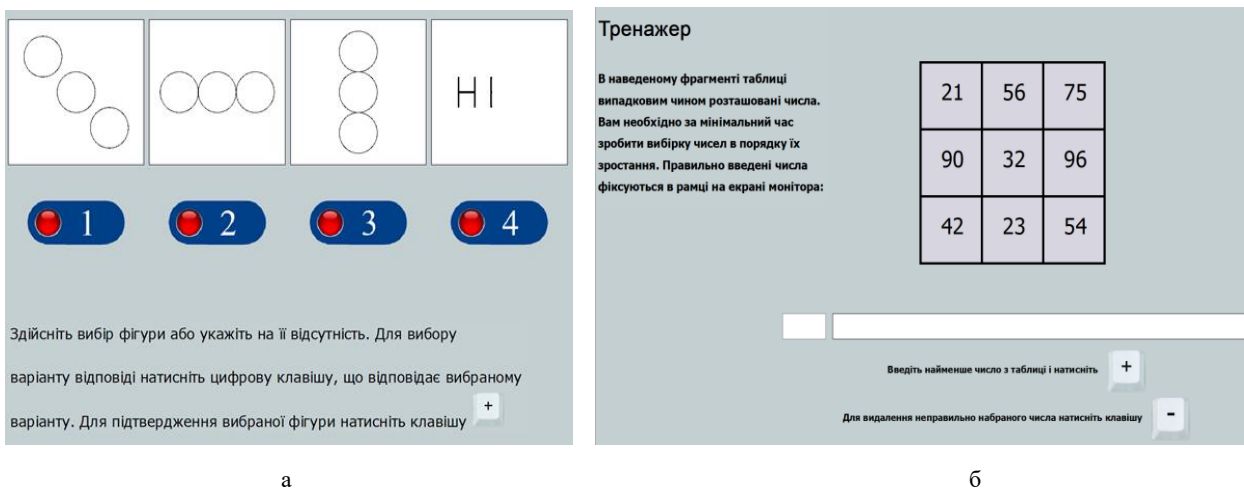 НІ
1 2 3 4
Здійсніть вибір фігури або укажіть на її відсутність. Для вибору
варіанту відповіді натисніть цифрову клавішу, що відповідає вибраному
варіанту. Для підтвердження вибраної фігури натисніть клавішу +
а
Тренажер
В наведеному фрагменті таблиці
випадковим чином розташовані числа.
Вам необхідно за мінімальний час
зробити вибірку чисел в порядку їх
зростання. Правильно введені числа
фіксуються в рамці на екрані монітора:
21 56 75
90 32 96
42 23 54
Введіть найменше число з таблиці і натисніть +
Для видалення неправильно набраного числа натисніть клавішу -
б